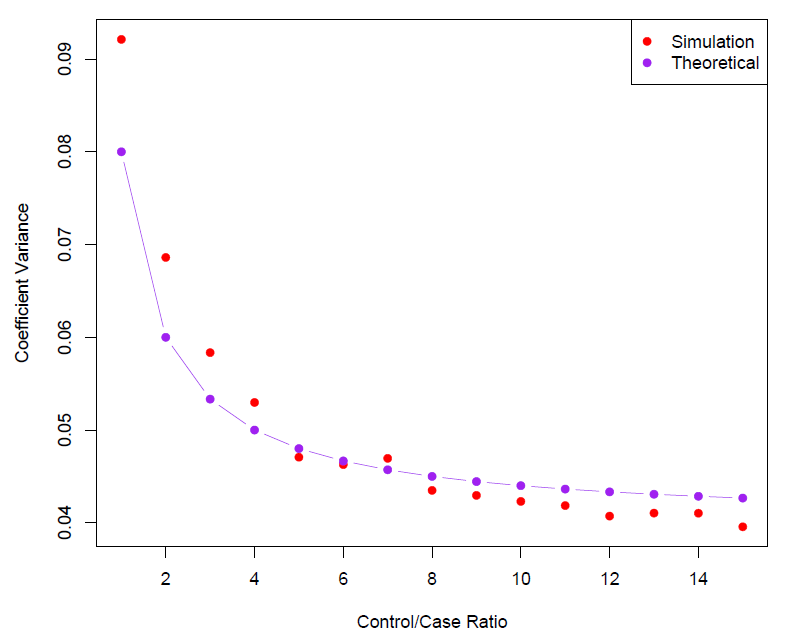 Simulation
Theoretical
0.09
0.08
0.07
0.06
0.05
0.04
Coefficient Variance
2 4 6 8 10 12 14
Control/Case Ratio